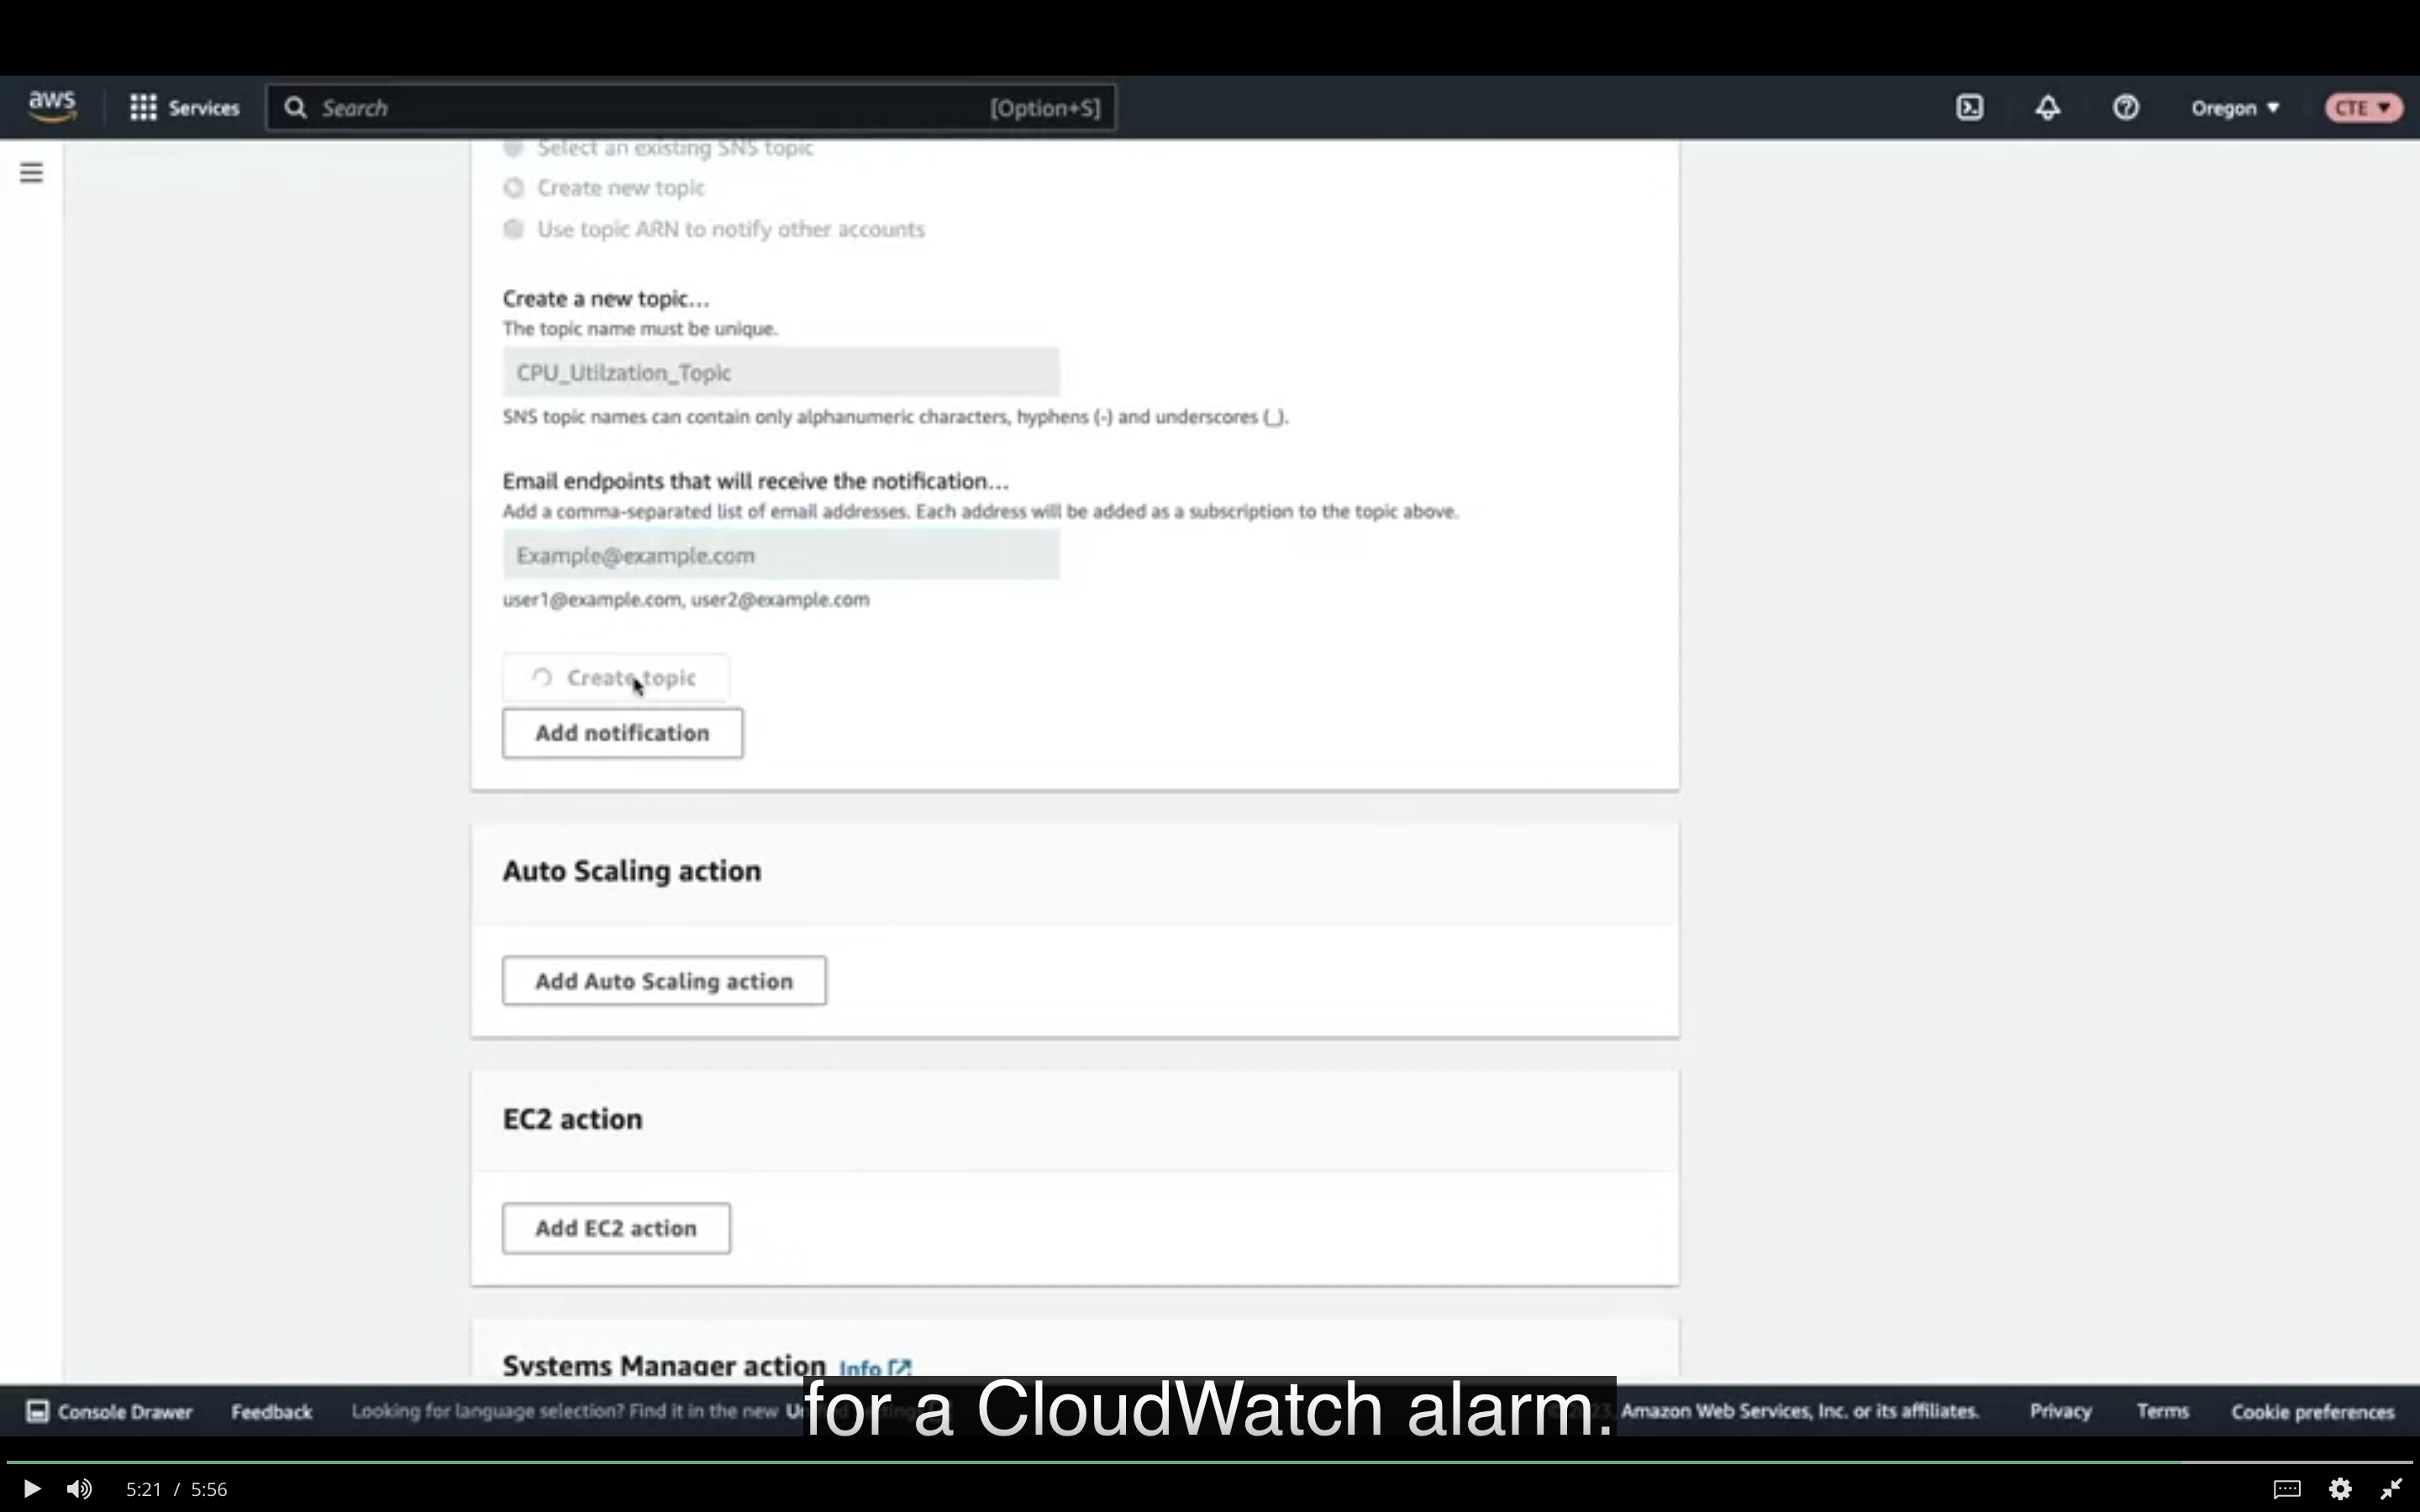 aws
Services
Search
[Option+S]
Oregon
CTE
Select an existing SNS topic
Create new topic
Use topic ARN to notify other accounts
Create a new topic...
The topic name must be unique.
CPU_Utilzation_Topic
SNS topic names can contain only alphanumeric characters, hyphens (-) and underscores (_).
Email endpoints that will receive the notification...
Add a comma-separated list of email addresses. Each address will be added as a subscription to the topic above.
Example@example.com
user1@example.com, user2@example.com
Create topic
Add notification
Auto Scaling action
Add Auto Scaling action
EC2 action
Add EC2 action
Systems Manager action Info
for a CloudWatch alarm.
Console Drawer
Feedback
Looking for language selection? Find it in the new
Amazon Web Services, Inc. or its affiliates.
Privacy
Terms
Cookie preferences
5:21 / 5:56